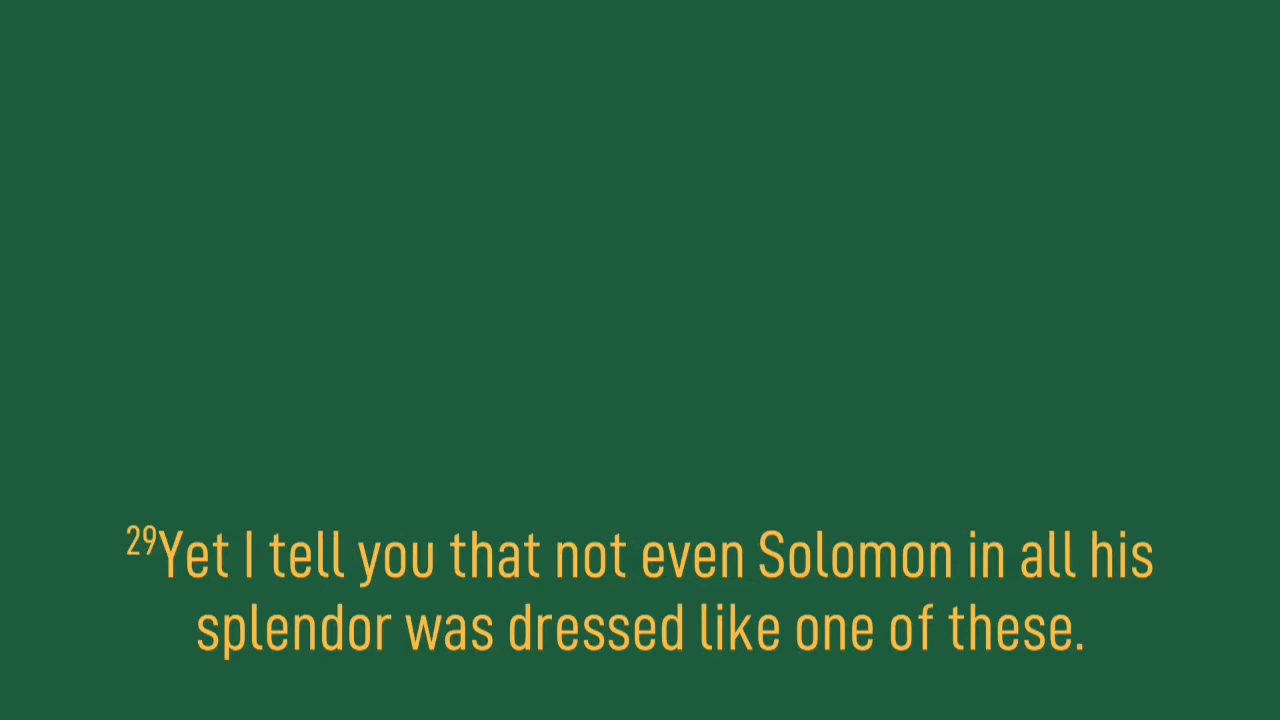 29Yet I tell you that not even Solomon in all his
splendor was dressed like one of these.